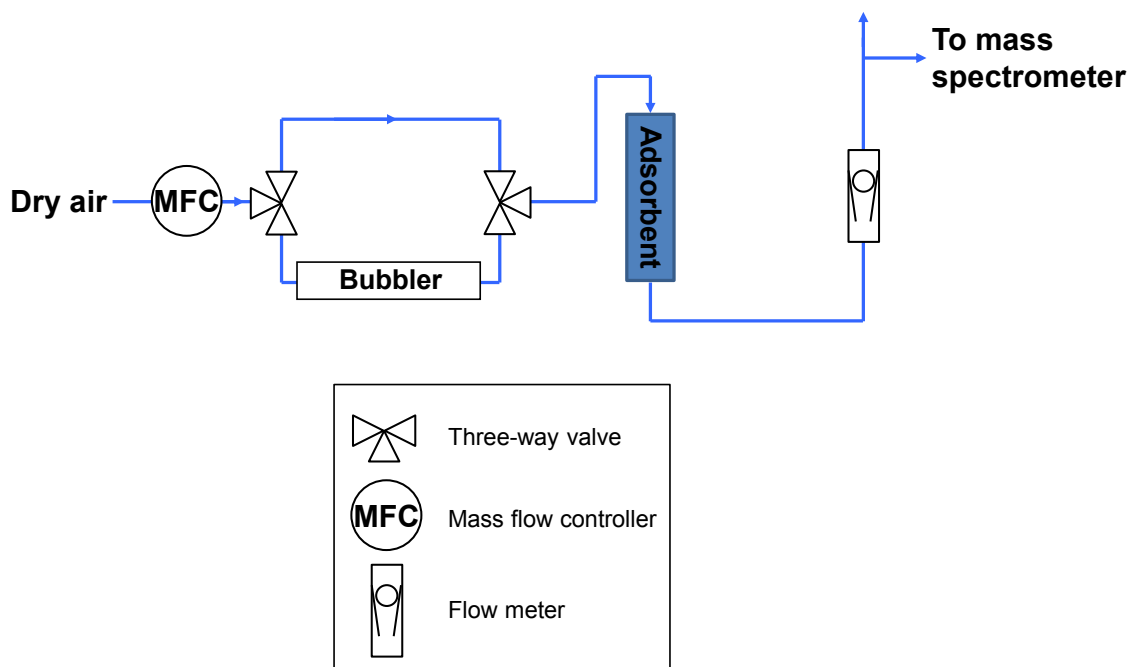 To mass
spectrometer
Dry air
MFC
Adsorbent
Bubbler
Three-way valve
MFC
Mass flow controller
Flow meter